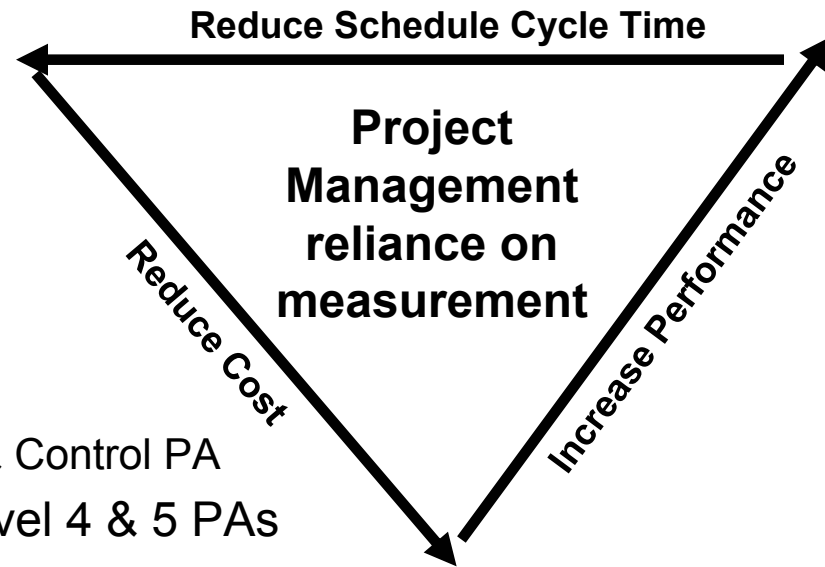 Reduce Schedule Cycle Time
Project
Management
reliance on
measurement
Reduce Cost
Increase Performance
Control PA
vel 4 & 5 PAs